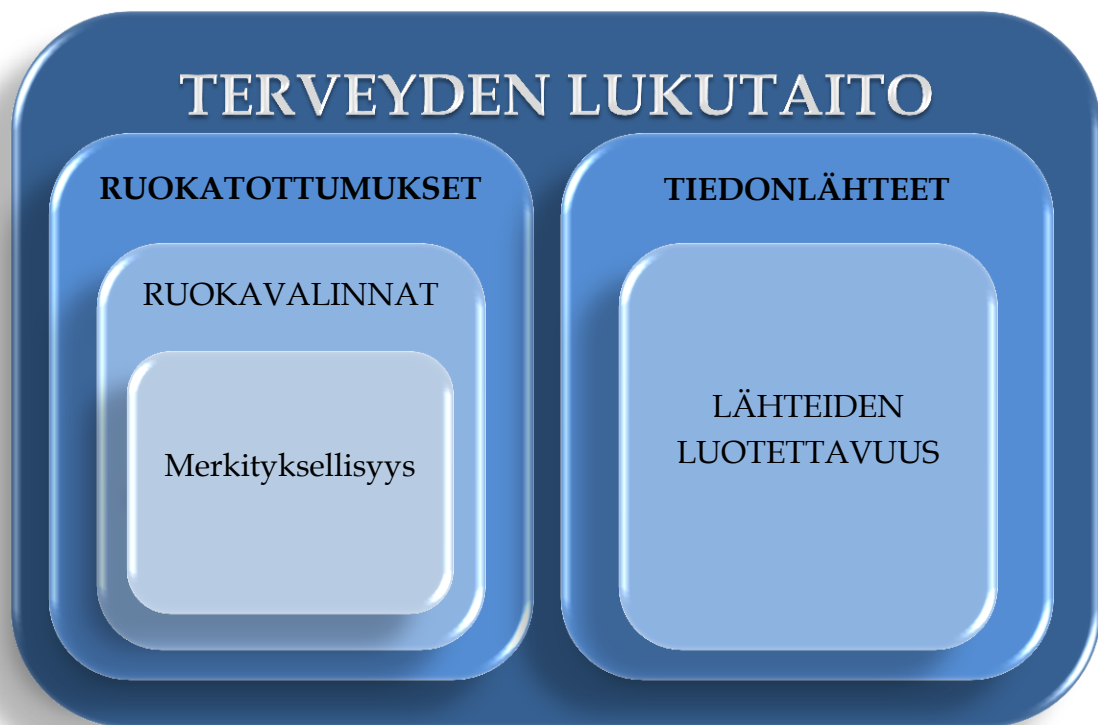 TERVEYDEN LUKUTAITO
RUOKATOTTUMUKSET
RUOKAVALINNAT
Merkityksellisyys
TIEDONLÄHTEET
LÄHTEIDEN
LUOTETTAVUUS